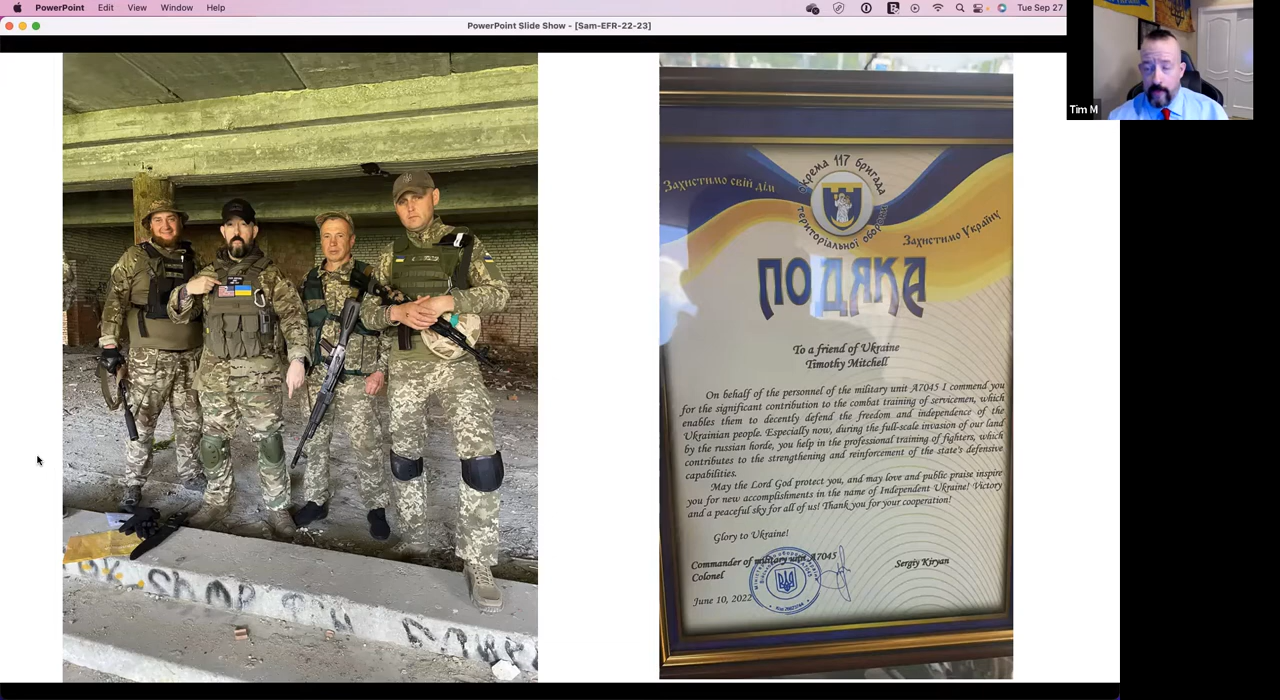 PowerPoint Edit View Window Help
Tue Sep 27
PowerPoint Slide Show - [Sam-EFR-22-23]
Tim M
Окрема 117 бригада
територіальної оборони
Захистимо свій дім
Захистимо Україну
ПОДЯКА
To a friend of Ukraine
Timothy Mitchell
On behalf of the personnel of the military unit A7045 I commend you
for the significant contribution to the combat training of servicemen, which
enables them to decently defend the freedom and independence of the
Ukrainian people. Especially now, during the full-scale invasion of our land
by the russian horde, you help in the professional training of fighters, which
contributes to the strengthening and reinforcement of the state's defensive
capabilities.
May the Lord God protect you, and may love and public praise inspire
you for new accomplishments in the name of Independent Ukraine! Victory
and a peaceful sky for all of us! Thank you for your cooperation!
Glory to Ukraine!
Commander of military unit A7045
Colonel
Sergiy Kiryan
June 10, 2022